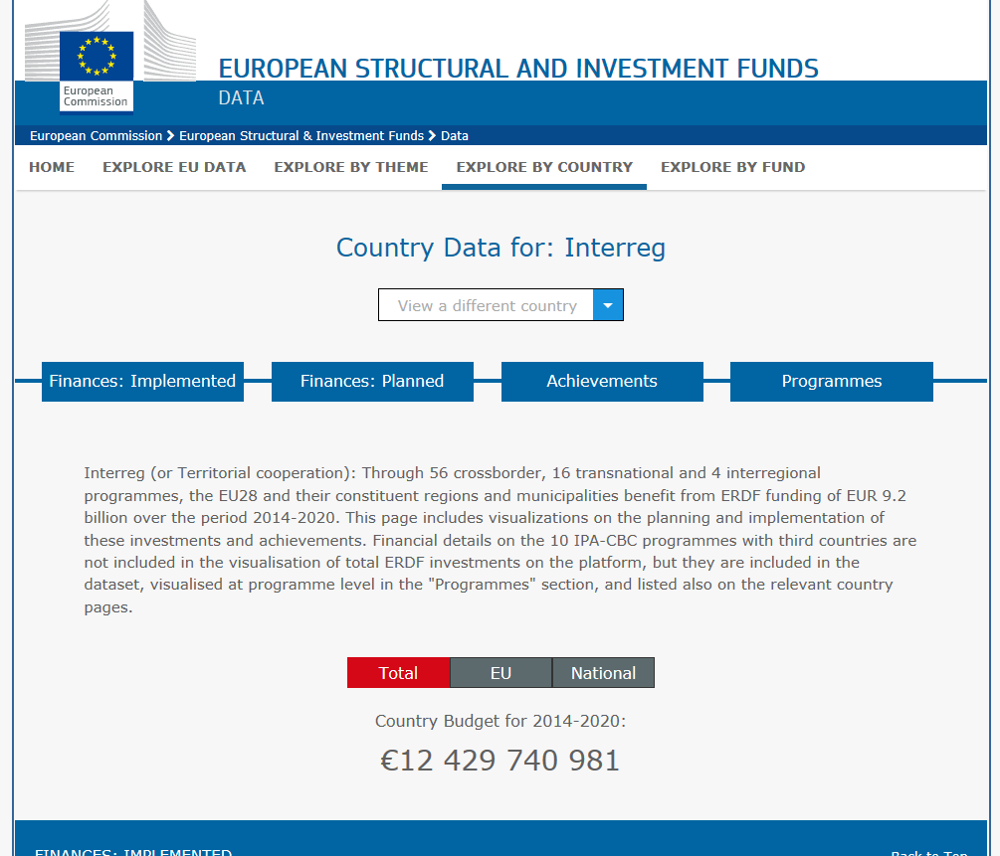 European
Commission
EUROPEAN STRUCTURAL AND INVESTMENT FUNDS
DATA
European Commission > European Structural & Investment Funds > Data
HOME EXPLORE EU DATA EXPLORE BY THEME EXPLORE BY COUNTRY EXPLORE BY FUND
Country Data for: Interreg
View a different country
Finances: Implemented Finances: Planned Achievements Programmes
Interreg (or Territorial cooperation): Through 56 crossborder, 16 transnational and 4 interregional
programmes, the EU28 and their constituent regions and municipalities benefit from ERDF funding of EUR 9.2
billion over the period 2014-2020. This page includes visualizations on the planning and implementation of
these investments and achievements. Financial details on the 10 IPA-CBC programmes with third countries are
not included in the visualisation of total ERDF investments on the platform, but they are included in the
dataset, visualised at programme level in the "Programmes" section, and listed also on the relevant country
pages.
Total EU National
Country Budget for 2014-2020:
€12 429 740 981
FINANCES: IMPLEMENTED Back to Top